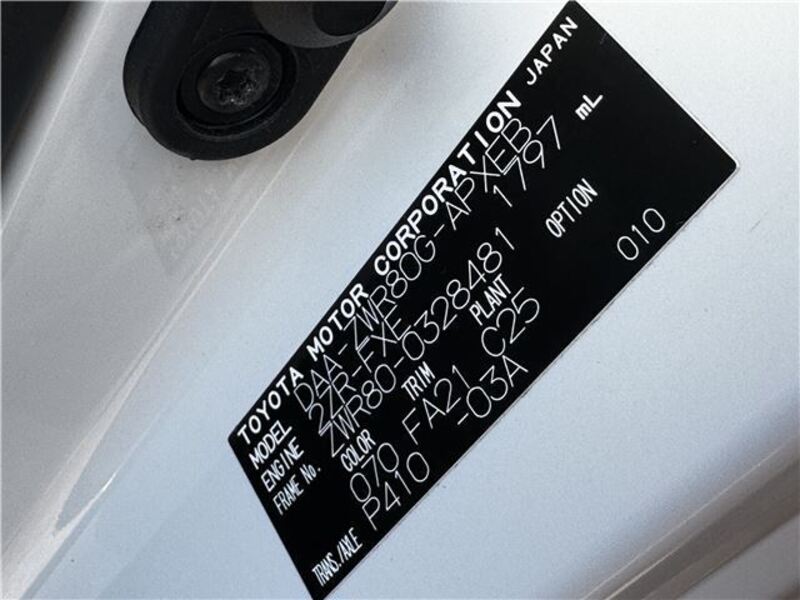 TOYOTA MOTOR CORPORATION JAPAN
MODEL DAA-ZWR80G-APXEB
ENGINE 2ZR-FXE 1797 mL
FRAME No. ZWR80-0328481
COLOR TRIM PLANT OPTION
070 FA21 C25 010
TRANS./AXLE P410 -03A